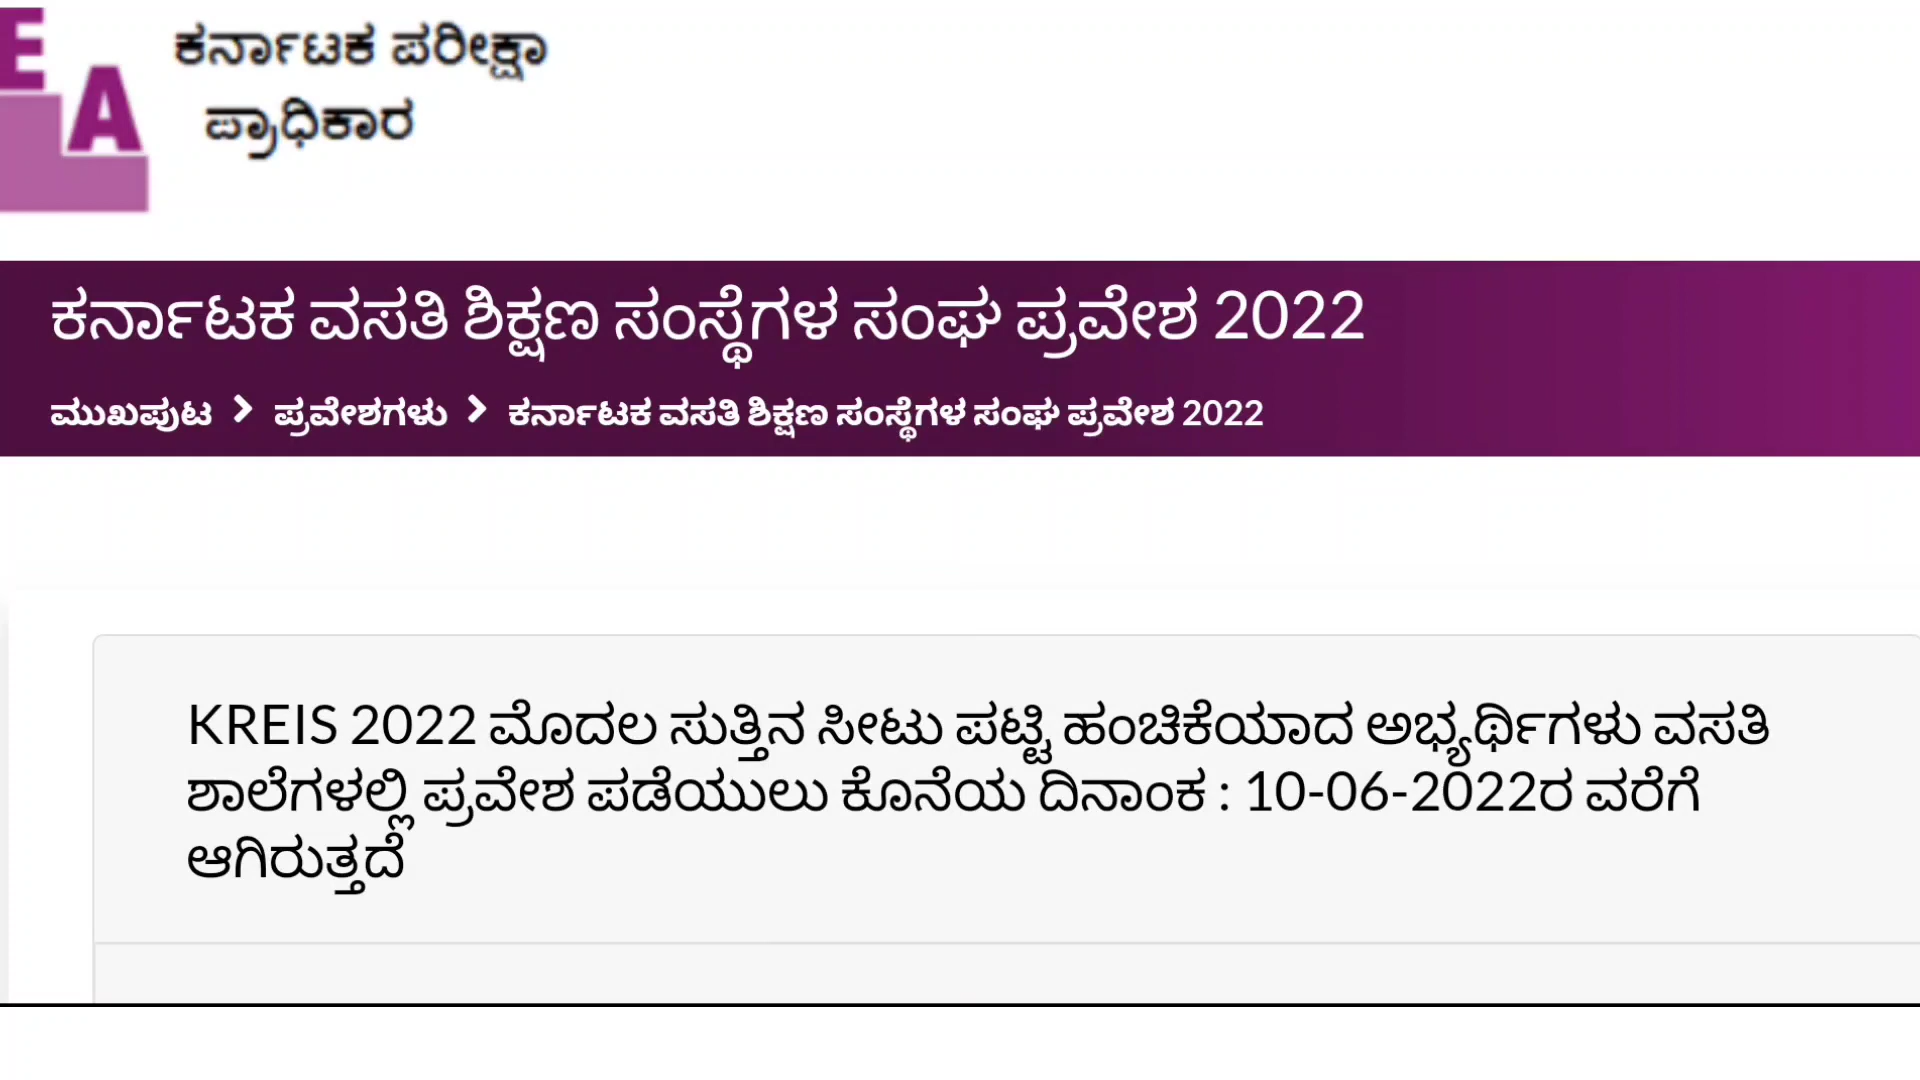 EA
ಕರ್ನಾಟಕ ಪರೀಕ್ಷಾ
ಪ್ರಾಧಿಕಾರ
ಕರ್ನಾಟಕ ವಸತಿ ಶಿಕ್ಷಣ ಸಂಸ್ಥೆಗಳ ಸಂಘ ಪ್ರವೇಶ 2022
ಮುಖಪುಟ > ಪ್ರವೇಶಗಳು > ಕರ್ನಾಟಕ ವಸತಿ ಶಿಕ್ಷಣ ಸಂಸ್ಥೆಗಳ ಸಂಘ ಪ್ರವೇಶ 2022
KREIS 2022 ಮೊದಲ ಸುತ್ತಿನ ಸೀಟು ಪಟ್ಟಿ ಹಂಚಿಕೆಯಾದ ಅಭ್ಯರ್ಥಿಗಳು ವಸತಿ
ಶಾಲೆಗಳಲ್ಲಿ ಪ್ರವೇಶ ಪಡೆಯುಲು ಕೊನೆಯ ದಿನಾಂಕ : 10-06-2022ರ ವರೆಗೆ
ಆಗಿರುತ್ತದೆ